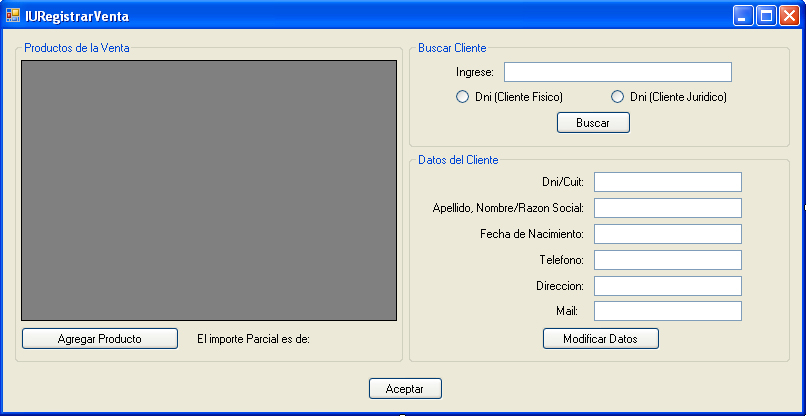 IURegistrarVenta
Productos de la Venta
Agregar Producto
El importe Parcial es de:
Buscar Cliente
Ingrese:
Dni (Cliente Fisico)
Dni (Cliente Juridico)
Buscar
Datos del Cliente
Dni/Cuit:
Apellido, Nombre/Razon Social:
Fecha de Nacimiento:
Telefono:
Direccion:
Mail:
Modificar Datos
Aceptar